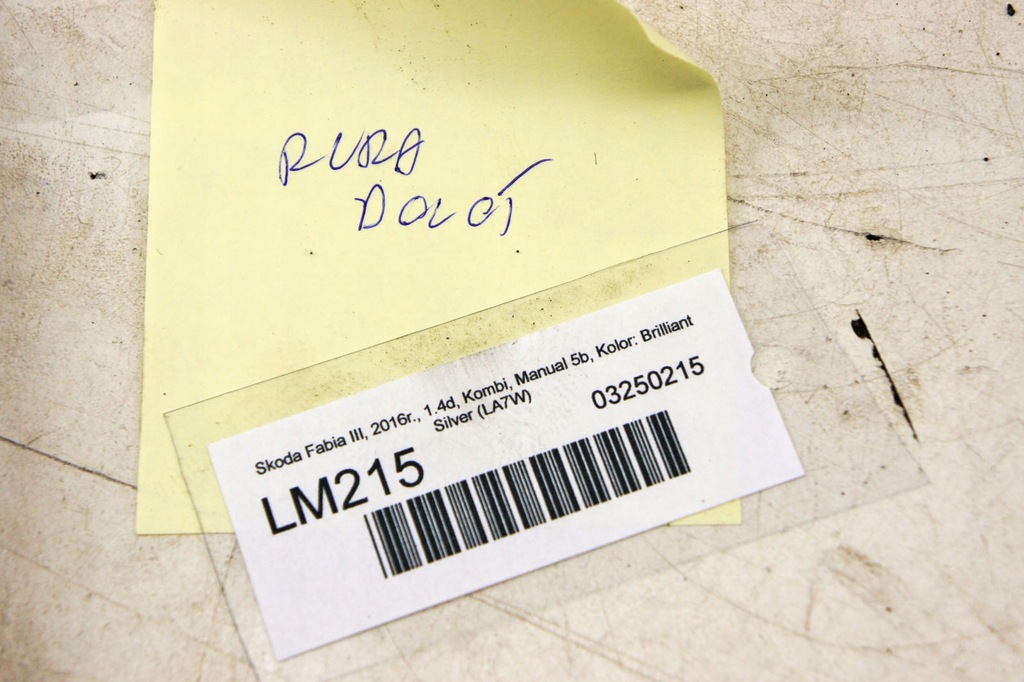 RURA
DOLOT
Skoda Fabia III, 2016r., 1.4d, Kombi, Manual 5b, Kolor: Brilliant
Silver (LA7W)
03250215
LM215